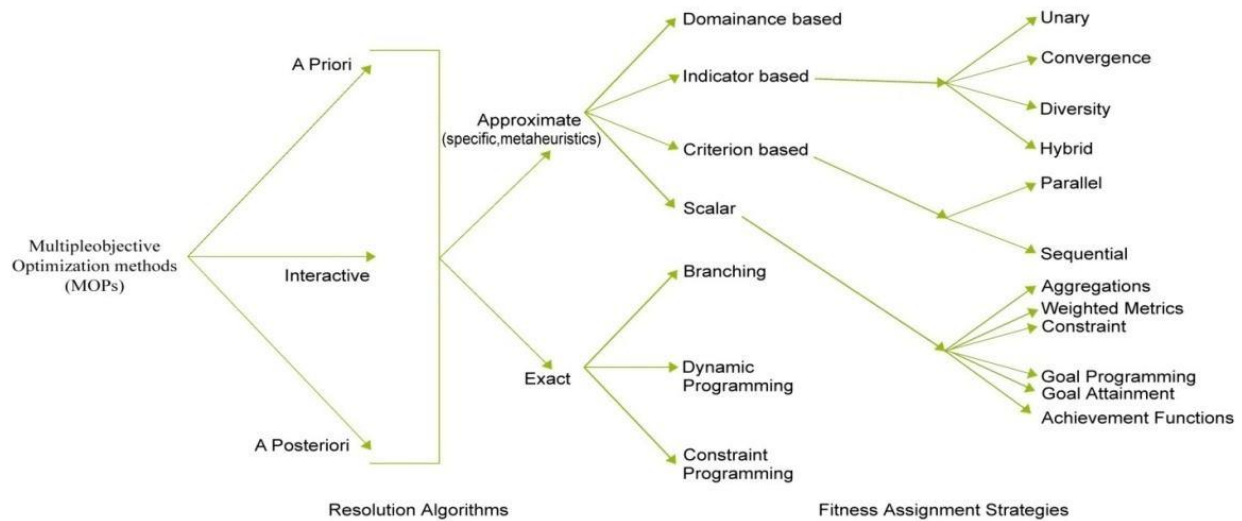 Multipleobjective
Optimization methods
(MOPs)
A Priori
Interactive
A Posteriori
Approximate
(specific,metaheuristics)
Exact
Domainance based
Indicator based
Criterion based
Scalar
Branching
Dynamic
Programming
Constraint
Programming
Unary
Convergence
Diversity
Hybrid
Parallel
Sequential
Aggregations
Weighted Metrics
Constraint
Goal Programming
Goal Attainment
Achievement Functions
Resolution Algorithms
Fitness Assignment Strategies